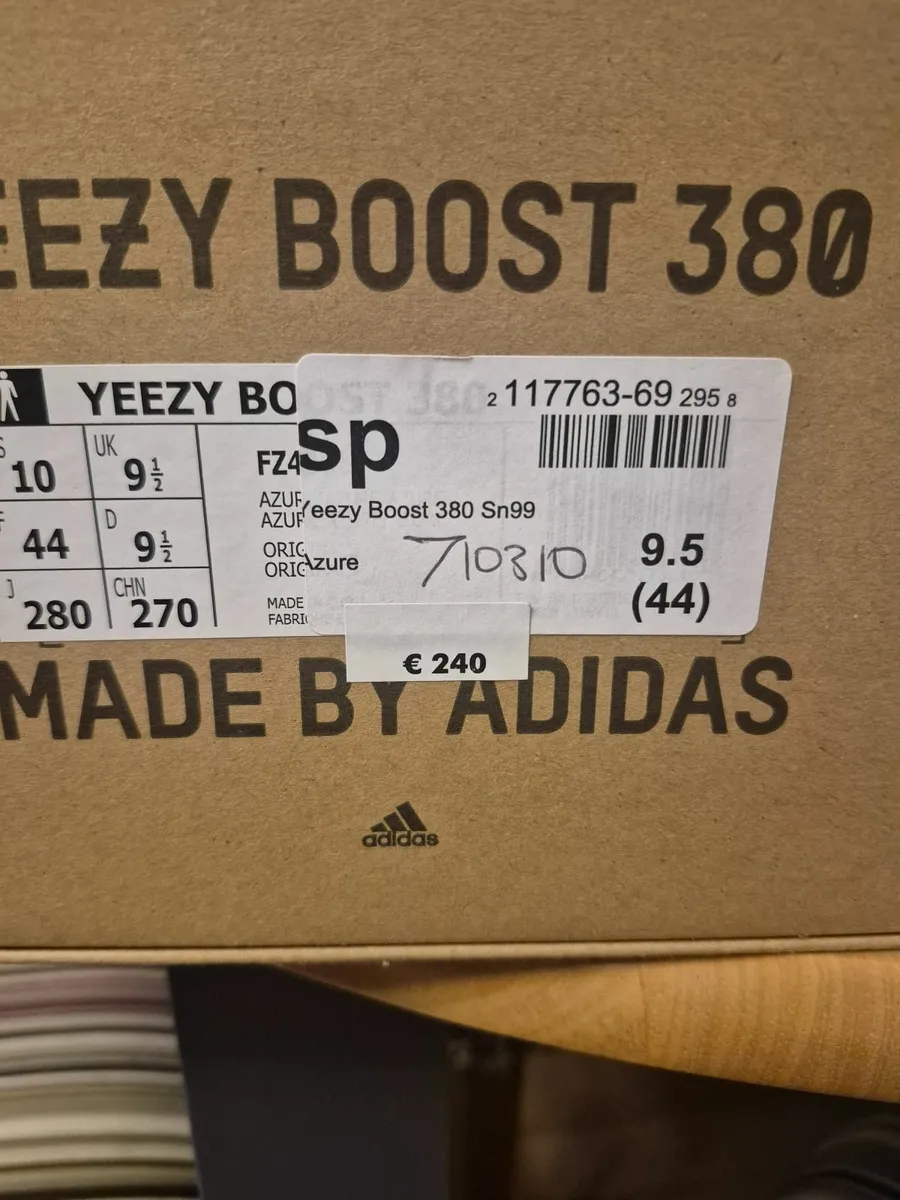 EEZY BOOST 380
YEEZY BOOST 380
S 10 UK 9½
F 44 D 9½
J 280 CHN 270
FZ4
AZUR
AZUR
ORIG
ORIG
MADE
FABRI
2 117763-69 295 8
sp
Yeezy Boost 380 Sn99
Azure 710310 9.5
(44)
€ 240
MADE BY ADIDAS
adidas